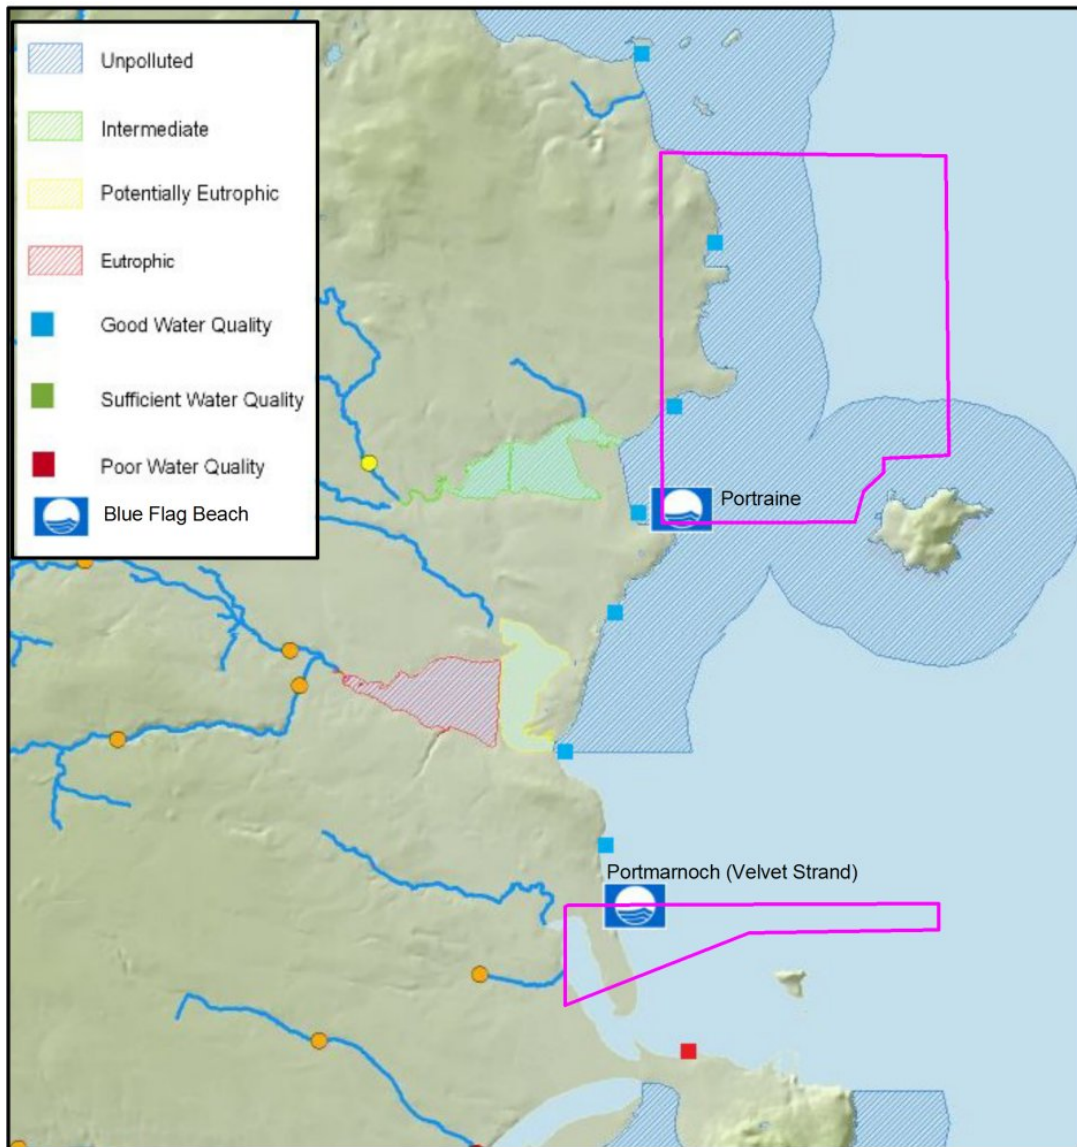 Unpolluted
Intermediate
Potentially Eutrophic
Eutrophic
Good Water Quality
Sufficient Water Quality
Poor Water Quality
Blue Flag Beach
Portraine
Portmarnoch (Velvet Strand)